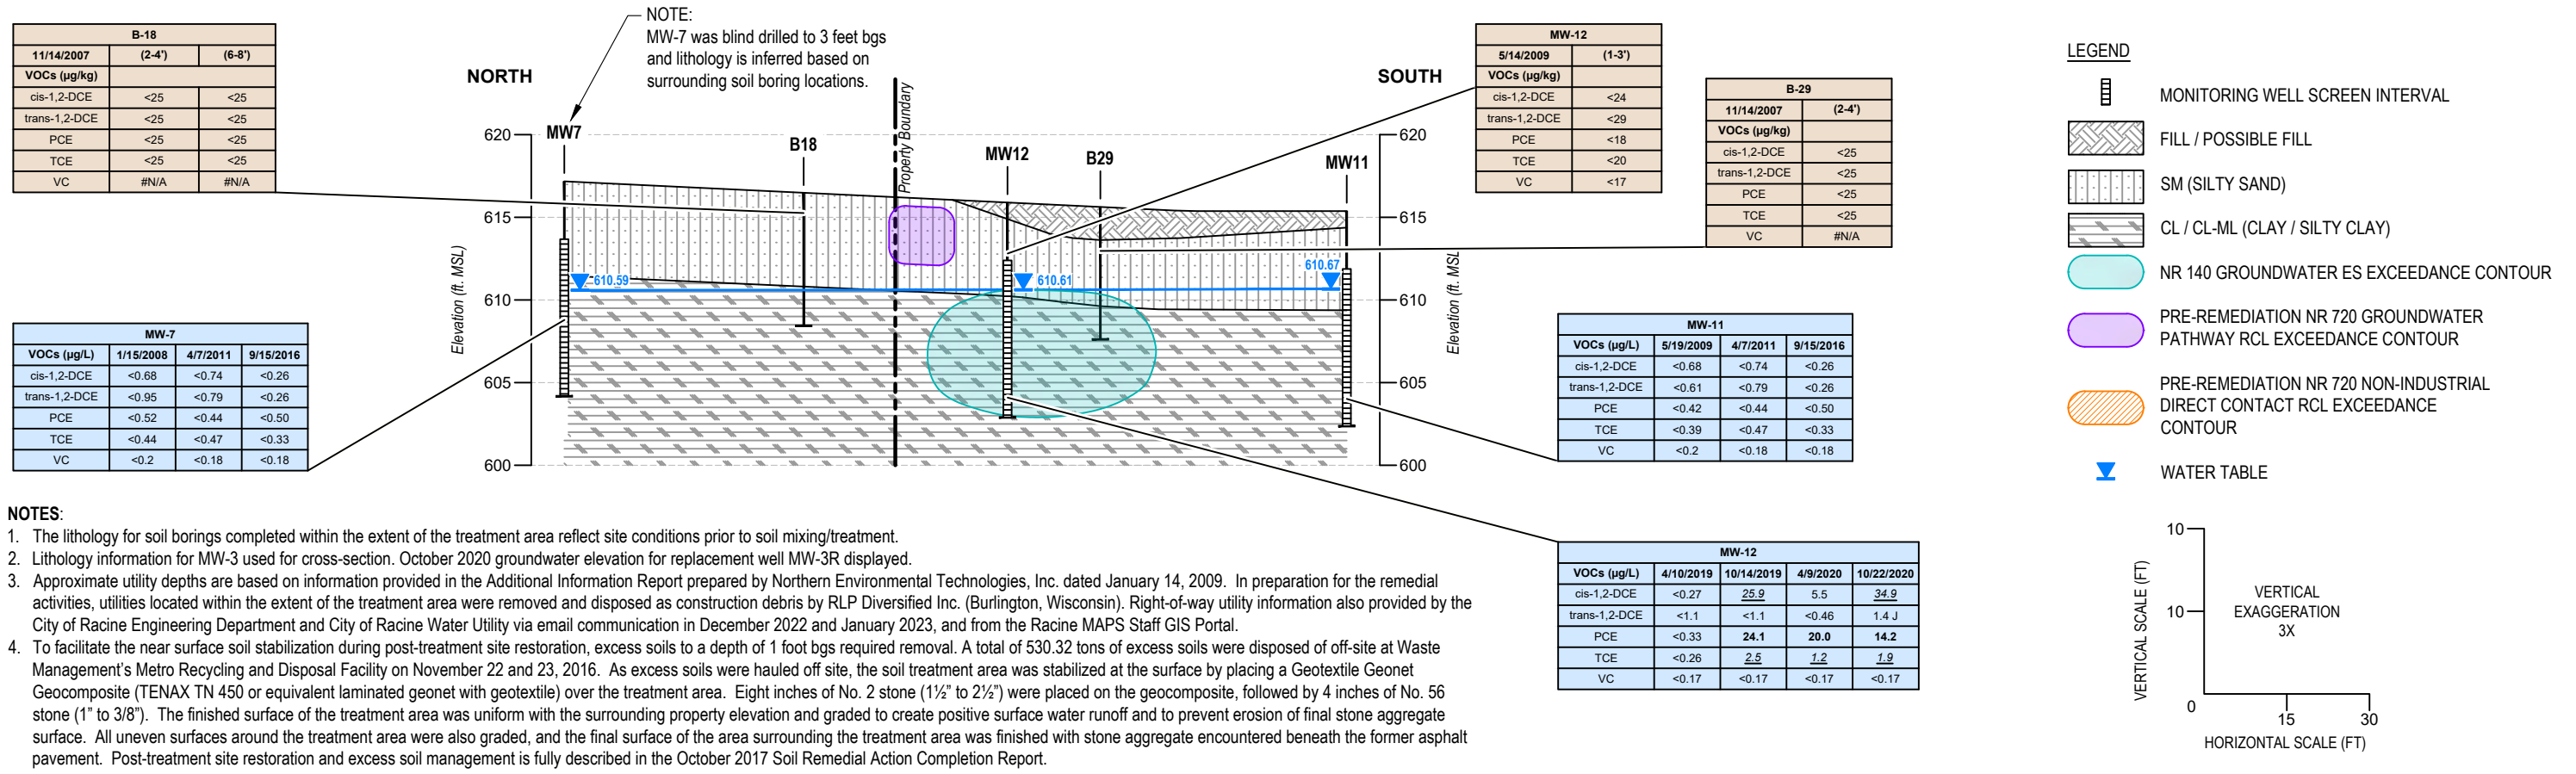 B-18
11/14/2007 (2-4') (6-8')
VOCs (µg/kg)
cis-1,2-DCE <25 <25
trans-1,2-DCE <25 <25
PCE <25 <25
TCE <25 <25
VC #N/A #N/A
NOTE:
MW-7 was blind drilled to 3 feet bgs
and lithology is inferred based on
surrounding soil boring locations.
NORTH
SOUTH
MW-12
5/14/2009 (1-3')
VOCs (µg/kg)
cis-1,2-DCE <24
trans-1,2-DCE <29
PCE <18
TCE <20
VC <17
B-29
11/14/2007 (2-4')
VOCs (µg/kg)
cis-1,2-DCE <25
trans-1,2-DCE <25
PCE <25
TCE <25
VC #N/A
620
615
610
605
600
Elevation (ft. MSL)
MW7
B18
Property Boundary
MW12
B29
MW11
610.59
610.61
610.67
620
615
610
605
600
Elevation (ft. MSL)
MW-7
VOCs (µg/L) 1/15/2008 4/7/2011 9/15/2016
cis-1,2-DCE <0.68 <0.74 <0.26
trans-1,2-DCE <0.95 <0.79 <0.26
PCE <0.52 <0.44 <0.50
TCE <0.44 <0.47 <0.33
VC <0.2 <0.18 <0.18
MW-11
VOCs (µg/L) 5/19/2009 4/7/2011 9/15/2016
cis-1,2-DCE <0.68 <0.74 <0.26
trans-1,2-DCE <0.61 <0.79 <0.26
PCE <0.42 <0.44 <0.50
TCE <0.39 <0.47 <0.33
VC <0.2 <0.18 <0.18
MW-12
VOCs (µg/L) 4/10/2019 10/14/2019 4/9/2020 10/22/2020
cis-1,2-DCE <0.27 25.9 5.5 34.9
trans-1,2-DCE <1.1 <1.1 <0.46 1.4 J
PCE <0.33 24.1 20.0 14.2
TCE <0.26 2.5 1.2 1.9
VC <0.17 <0.17 <0.17 <0.17
LEGEND
MONITORING WELL SCREEN INTERVAL
FILL / POSSIBLE FILL
SM (SILTY SAND)
CL / CL-ML (CLAY / SILTY CLAY)
NR 140 GROUNDWATER ES EXCEEDANCE CONTOUR
PRE-REMEDIATION NR 720 GROUNDWATER
PATHWAY RCL EXCEEDANCE CONTOUR
PRE-REMEDIATION NR 720 NON-INDUSTRIAL
DIRECT CONTACT RCL EXCEEDANCE
CONTOUR
WATER TABLE
10
10
0
15
30
VERTICAL SCALE (FT)
VERTICAL
EXAGGERATION
3X
HORIZONTAL SCALE (FT)
NOTES:
1. The lithology for soil borings completed within the extent of the treatment area reflect site conditions prior to soil mixing/treatment.
2. Lithology information for MW-3 used for cross-section. October 2020 groundwater elevation for replacement well MW-3R displayed.
3. Approximate utility depths are based on information provided in the Additional Information Report prepared by Northern Environmental Technologies, Inc. dated January 14, 2009. In preparation for the remedial
activities, utilities located within the extent of the treatment area were removed and disposed as construction debris by RLP Diversified Inc. (Burlington, Wisconsin). Right-of-way utility information also provided by the
City of Racine Engineering Department and City of Racine Water Utility via email communication in December 2022 and January 2023, and from the Racine MAPS Staff GIS Portal.
4. To facilitate the near surface soil stabilization during post-treatment site restoration, excess soils to a depth of 1 foot bgs required removal. A total of 530.32 tons of excess soils were disposed of off-site at Waste
Management's Metro Recycling and Disposal Facility on November 22 and 23, 2016. As excess soils were hauled off site, the soil treatment area was stabilized at the surface by placing a Geotextile Geonet
Geocomposite (TENAX TN 450 or equivalent laminated geonet with geotextile) over the treatment area. Eight inches of No. 2 stone (1½" to 2½") were placed on the geocomposite, followed by 4 inches of No. 56
stone (1" to 3/8"). The finished surface of the treatment area was uniform with the surrounding property elevation and graded to create positive surface water runoff and to prevent erosion of final stone aggregate
surface. All uneven surfaces around the treatment area were also graded, and the final surface of the area surrounding the treatment area was finished with stone aggregate encountered beneath the former asphalt
pavement. Post-treatment site restoration and excess soil management is fully described in the October 2017 Soil Remedial Action Completion Report.